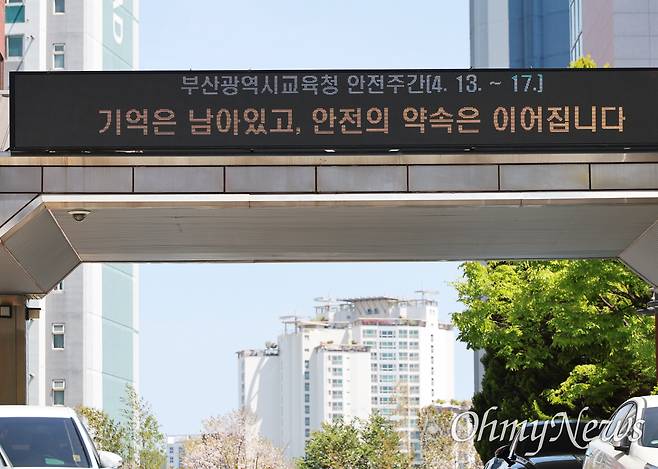 부산광역시교육청 안전주간[4. 13. ~ 17.]
기억은 남아있고, 안전의 약속은 이어집니다
OhmyNews